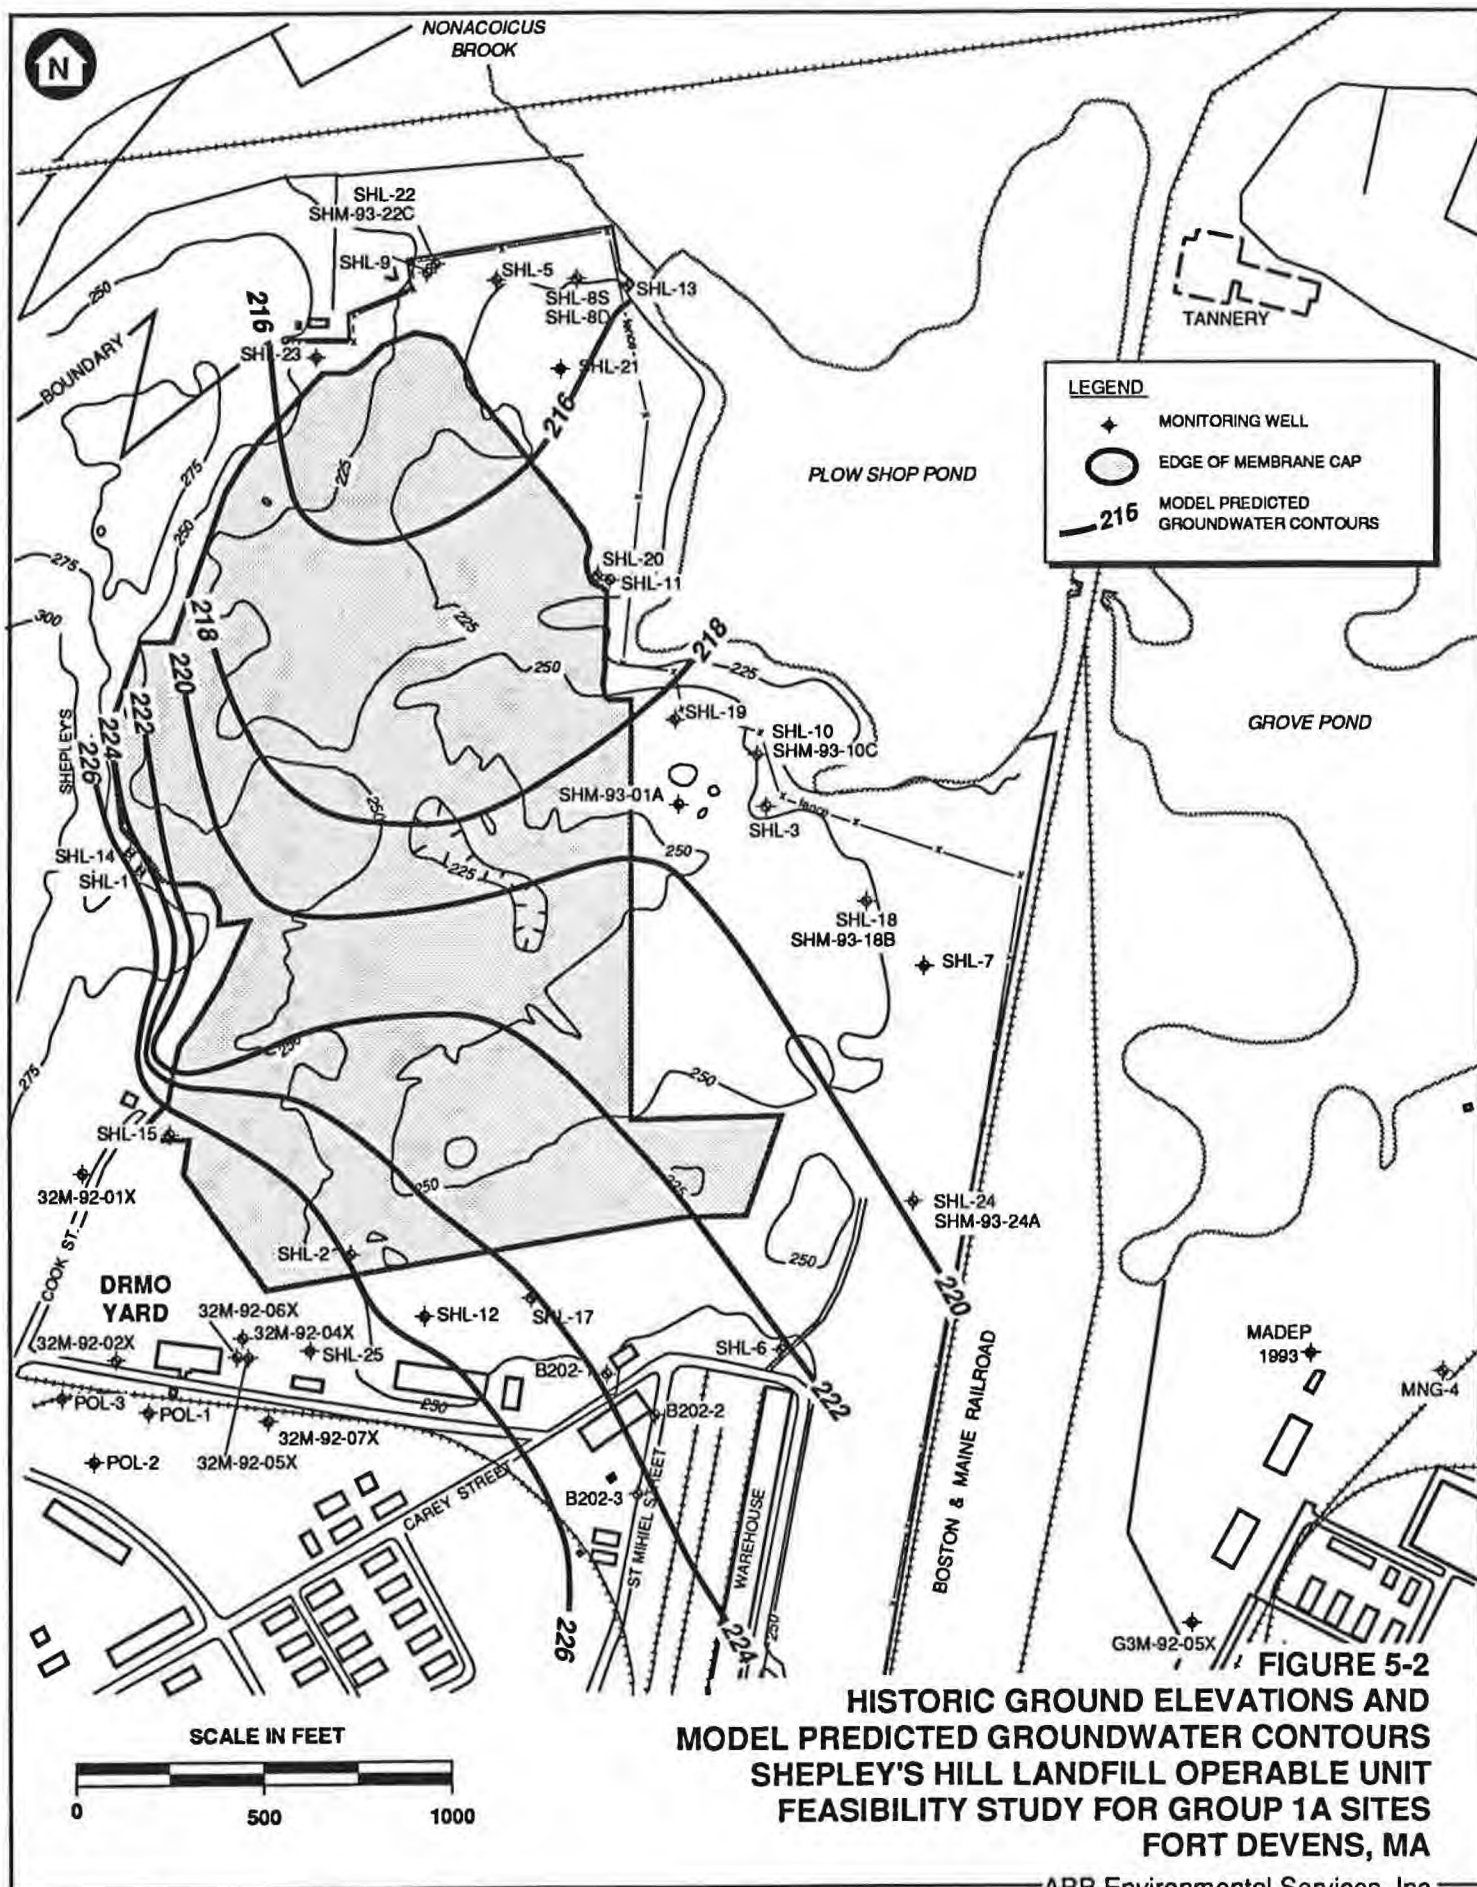 N
NONACOICUS
BROOK
SHL-22
SHM-93-22C
SHL-9
SHL-5
SHL-8S
SHL-8D
SHL-13
250
216
fence
TANNERY
BOUNDARY
SHL-23
SHL-21
216
LEGEND
MONITORING WELL
EDGE OF MEMBRANE CAP
216
MODEL PREDICTED
GROUNDWATER CONTOURS
275
225
PLOW SHOP POND
250
275
SHL-20
SHL-11
300
218
225
218
250
225
220
SHEPLEY'S
222
224
226
SHL-19
SHL-10
SHM-93-10C
GROVE POND
250
SHM-93-01A
fence
SHL-3
SHL-14
SHL-1
225
250
SHL-18
SHM-93-18B
SHL-7
250
275
250
SHL-15
32M-92-01X
250
225
SHL-24
SHM-93-24A
COOK ST.
SHL-2
250
DRMO
YARD
220
32M-92-06X
SHL-12
SHL-17
32M-92-04X
32M-92-02X
SHL-25
SHL-6
MADEP
1993
B202-1
222
MNG-4
250
POL-3
POL-1
B202-2
32M-92-07X
POL-2
32M-92-05X
CAREY STREET
B202-3
ST MIHIEL STREET
WAREHOUSE
BOSTON & MAINE RAILROAD
226
224
250
G3M-92-05X
FIGURE 5-2
HISTORIC GROUND ELEVATIONS AND
MODEL PREDICTED GROUNDWATER CONTOURS
SHEPLEY'S HILL LANDFILL OPERABLE UNIT
FEASIBILITY STUDY FOR GROUP 1A SITES
FORT DEVENS, MA
SCALE IN FEET
0
500
1000
ABB Environmental Services, Inc